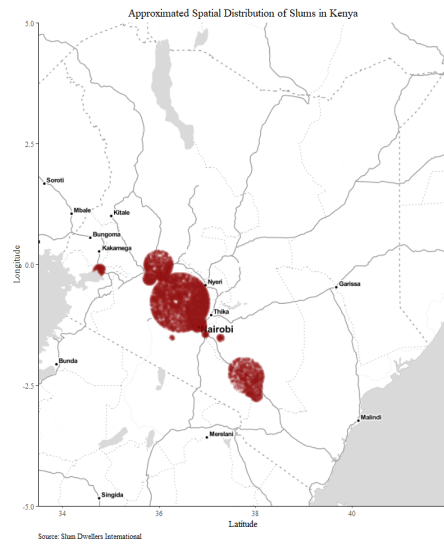 Approximated Spatial Distribution of Slums in Kenya
5.0
2.5
Soroti
Mbale
Kitale
Bungoma
Kakamega
Longitude
0.0
Nyeri
Garissa
Thika
Nairobi
Bunda
-2.5
Malindi
Merelani
Singida
-5.0
34
36
38
40
Latitude
Source: Slum Dwellers International